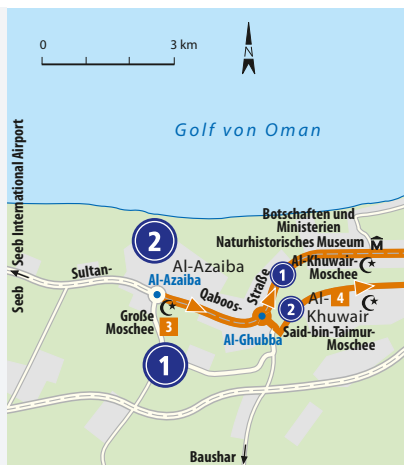 0 3 km
N
Golf von Oman
Seeb Seeb International Airport
Botschaften und
Ministerien
Naturhistorisches Museum M
2
Al-Azaiba
Sultan-
Al-Azaiba
Qaboos-
Straße
1
Al-Khuwair-
Moschee
Große
Moschee
3
2
Al-
Khuwair
4
Al-Ghubba
Said-bin-Taimur-
Moschee
1
Baushar